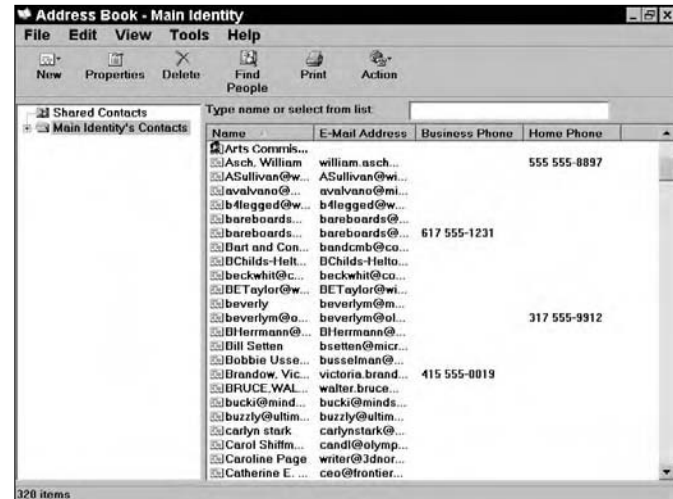 Address Book - Main Identity
File Edit View Tools Help
New Properties Delete Find People Print Action
Shared Contacts
Main Identity's Contacts
Type name or select from list:
Name E-Mail Address Business Phone Home Phone
Arts Commis...
Asch, William william.asch... 555 555-8897
ASullivan@w... ASullivan@wi...
avalvano@... avalvano@mi...
b4legged@w... b4legged@w...
bareboards... bareboards@...
bareboards... bareboards@... 617 555-1231
Bart and Con... bandcmb@co...
BChilds-Helt... BChilds-Helto...
beckwhit@c... beckwhit@co...
BETaylor@w... BETaylor@wi...
beverly beverlym@m...
beverlym@o... beverlym@ol... 317 555-9912
BHerrmann@... BHerrmann@...
Bill Setten bsetten@micr...
Bobbie Usse... busselman@...
Brandow, Vic... victoria.brand... 415 555-0019
BRUCE,WAL... walter.bruce...
bucki@mind... bucki@minds...
buzzly@ultim... buzzly@ultim...
carlyn stark carlynstark@...
Carol Shiffm... candl@olymp...
Caroline Page writer@3dnor...
Catherine E. ... ceo@frontier...
320 items